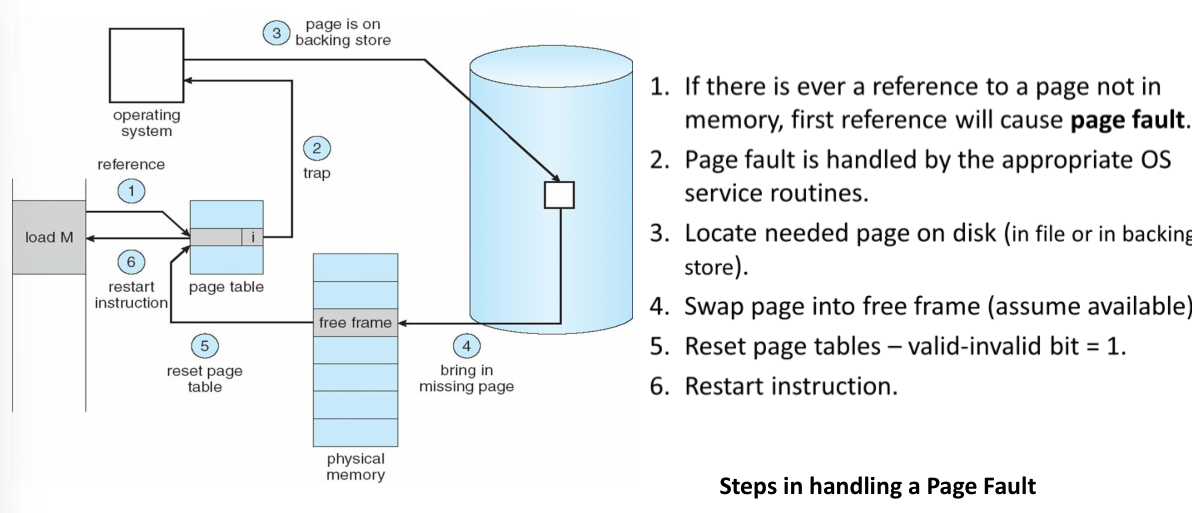 3
page is on
backing store
operating
system
reference
1
2
trap
load M
i
6
restart
instruction
page table
free frame
5
reset page
table
4
bring in
missing page
physical
memory
1. If there is ever a reference to a page not in
memory, first reference will cause page fault.
2. Page fault is handled by the appropriate OS
service routines.
3. Locate needed page on disk (in file or in backing
store).
4. Swap page into free frame (assume available)
5. Reset page tables – valid-invalid bit = 1.
6. Restart instruction.
Steps in handling a Page Fault